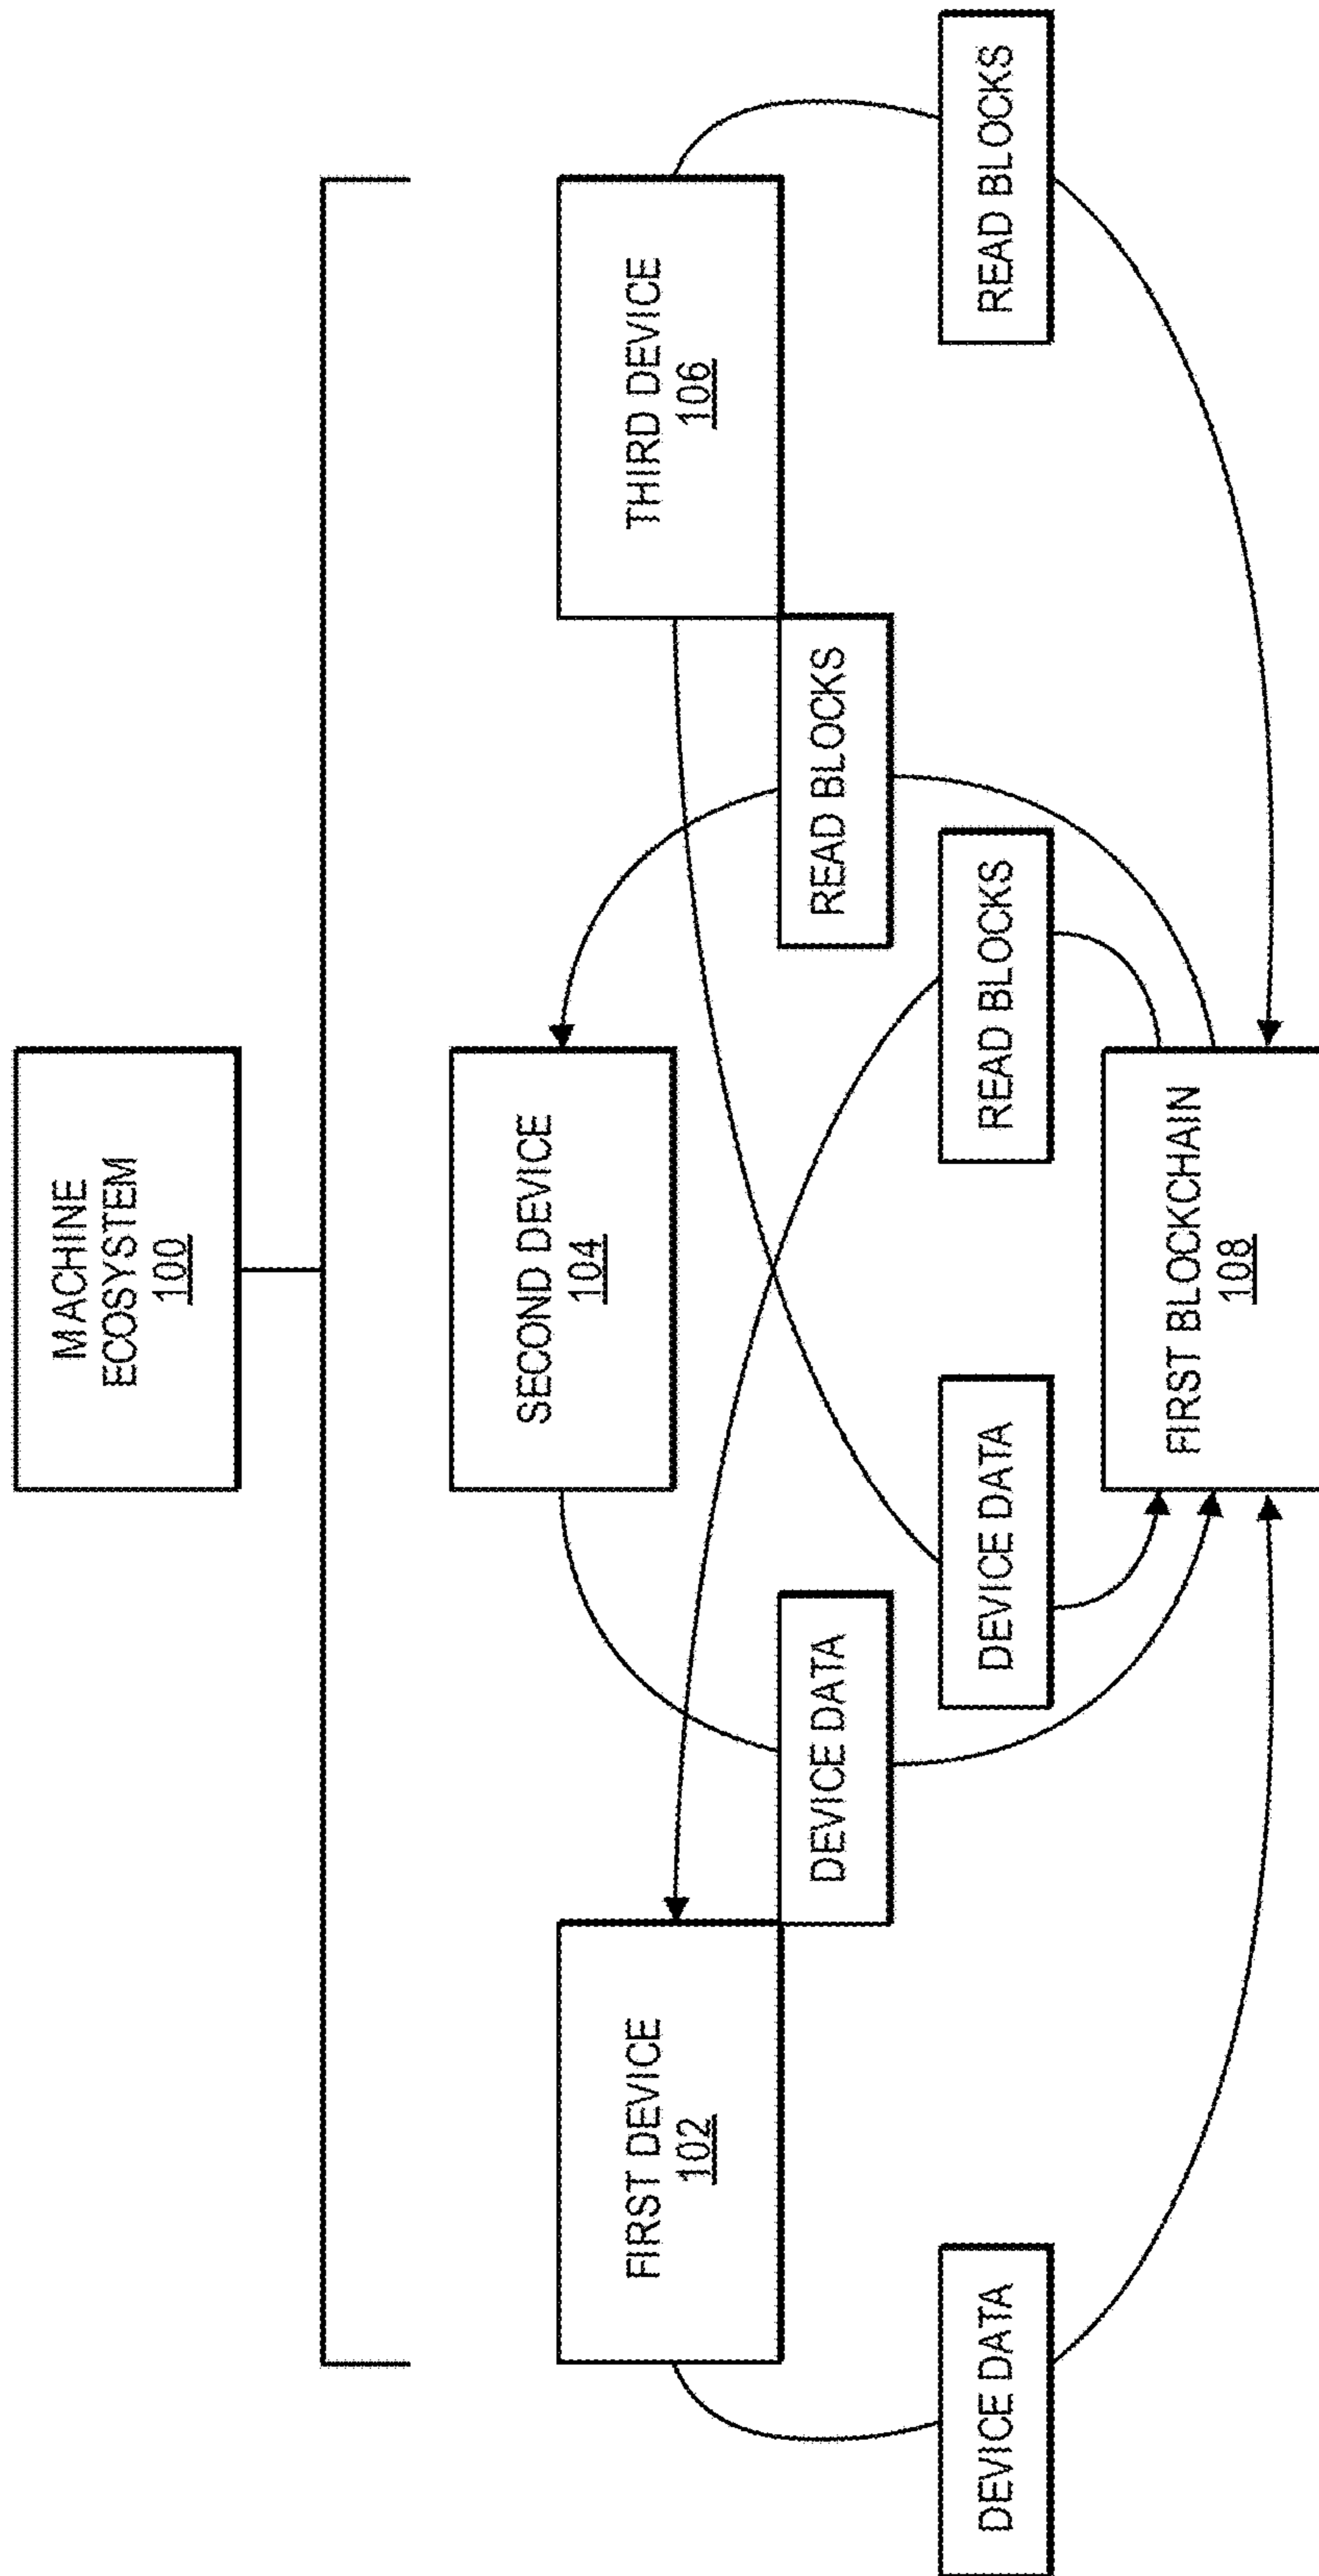 MACHINE
ECOSYSTEM
100
SECOND DEVICE
104
FIRST DEVICE
102
THIRD DEVICE
106
DEVICE DATA
READ BLOCKS
DEVICE DATA
DEVICE DATA
READ BLOCKS
READ BLOCKS
FIRST BLOCKCHAIN
108